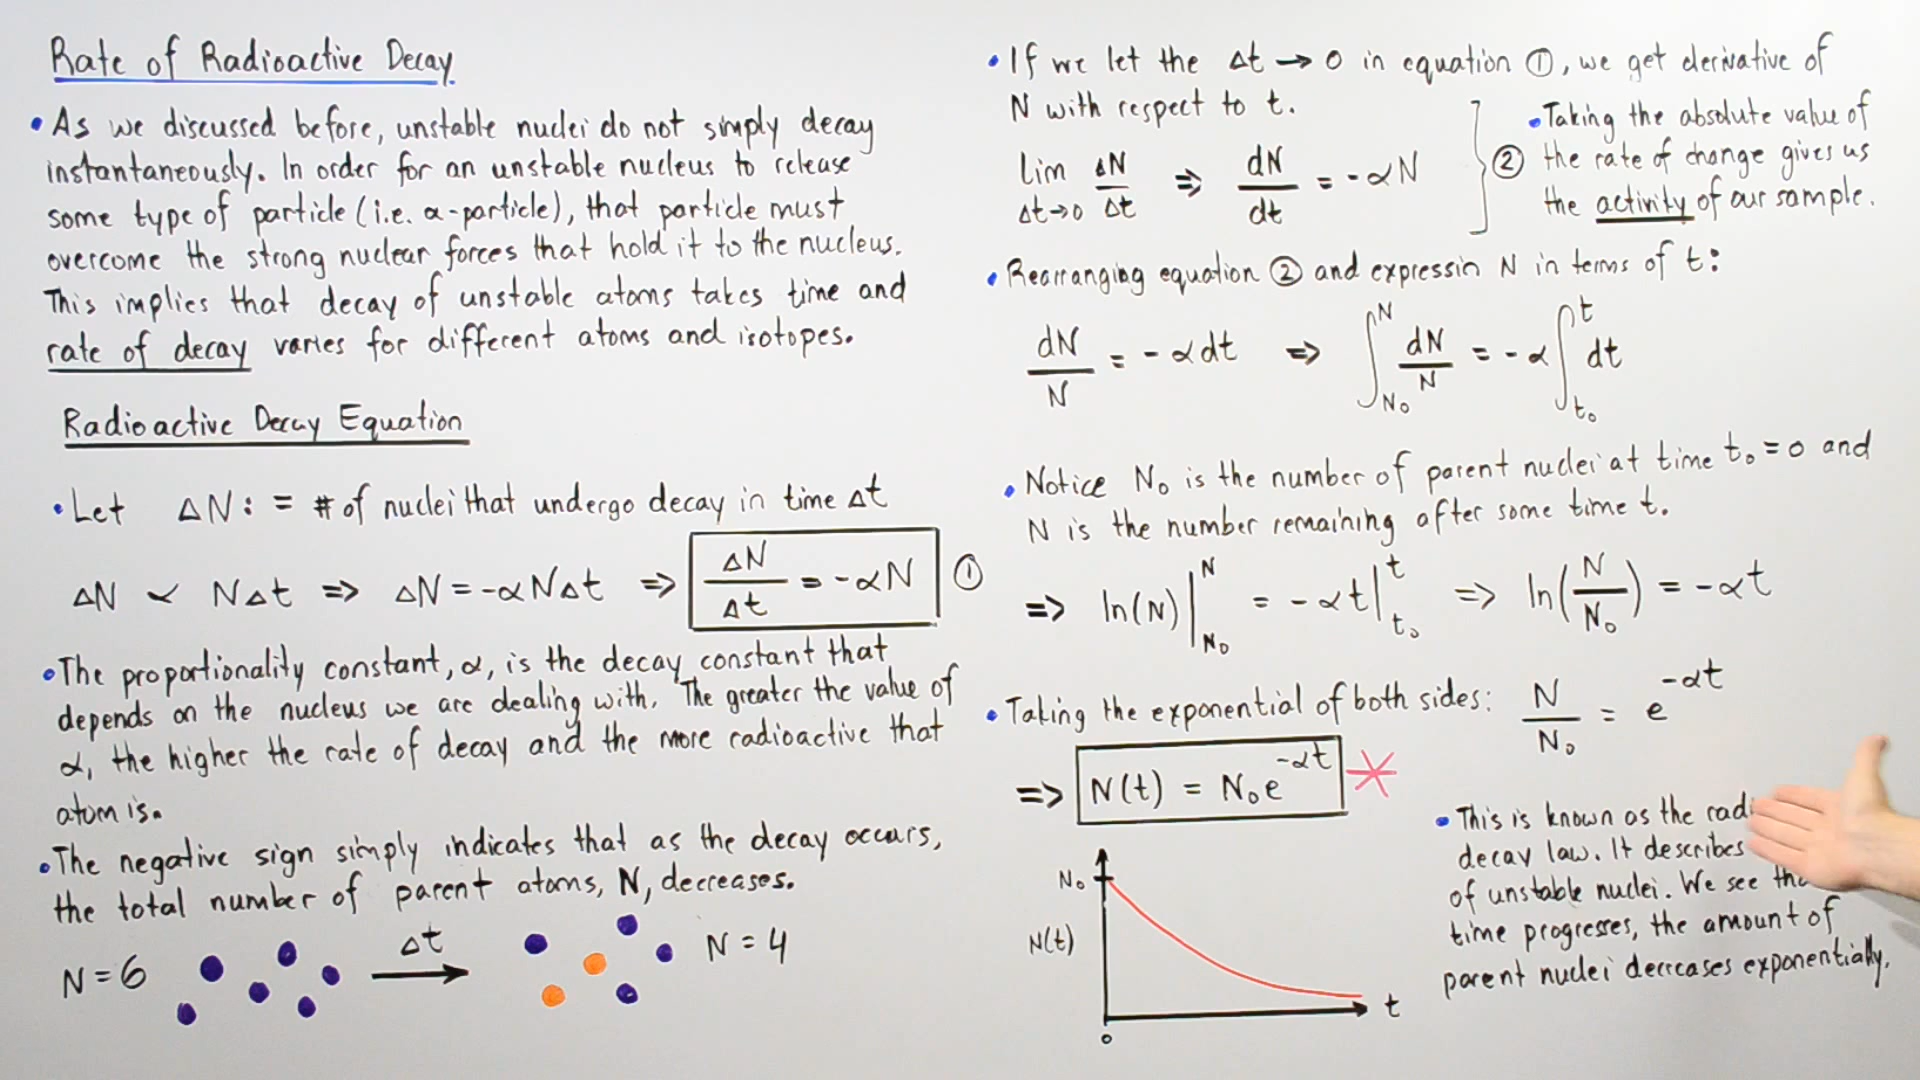 Rate of Radioactive Decay
• As we discussed before, unstable nuclei do not simply decay
instantaneously. In order for an unstable nucleus to release
some type of particle (i.e. α-particle), that particle must
overcome the strong nuclear forces that hold it to the nucleus.
This implies that decay of unstable atoms takes time and
rate of decay varies for different atoms and isotopes.
Radioactive Decay Equation
• Let ΔN: = # of nuclei that undergo decay in time Δt
ΔN ∝ NΔt ⇒ ΔN = -αNΔt ⇒ ΔN/Δt = -αN ①
• The proportionality constant, α, is the decay constant that
depends on the nucleus we are dealing with. The greater the value of
α, the higher the rate of decay and the more radioactive that
atom is.
• The negative sign simply indicates that as the decay occurs,
the total number of parent atoms, N, decreases.
N = 6 Δt N = 4
• If we let the Δt → 0 in equation ①, we get derivative of
N with respect to t.
lim Δt→0 ΔN/Δt ⇒ dN/dt = -αN ②
• Taking the absolute value of
the rate of change gives us
the activity of our sample.
• Rearranging equation ② and expressin N in terms of t:
dN/N = -αdt ⇒ ∫_N₀^N dN/N = -α∫_t₀^t dt
• Notice N₀ is the number of parent nuclei at time t₀ = 0 and
N is the number remaining after some time t.
⇒ ln(N)|_N₀^N = -αt|_t₀^t ⇒ ln(N/N₀) = -αt
• Taking the exponential of both sides: N/N₀ = e^-αt
⇒ N(t) = N₀e^-αt *
N₀
N(t)
t
0
• This is known as the
decay law. It describes
of unstable nuclei. We see
time progresses, the amount of
parent nuclei decreases exponentially.